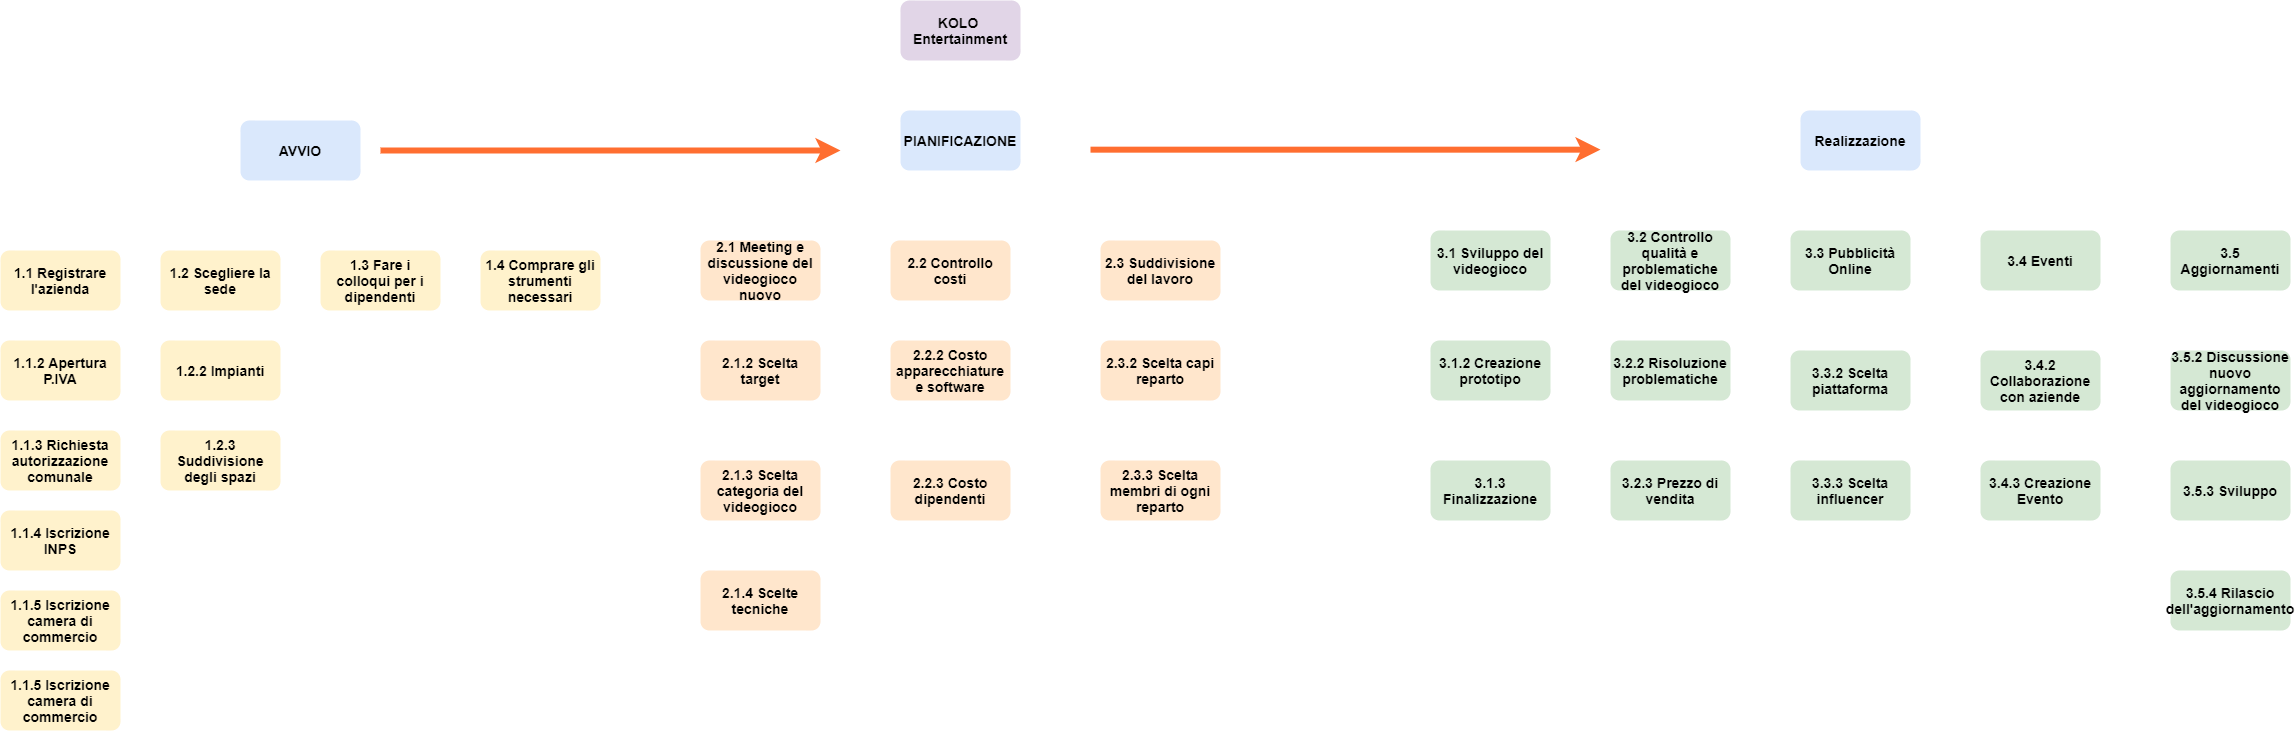 KOLO
Entertainment
AVVIO
PIANIFICAZIONE
Realizzazione
1.1 Registrare
l'azienda
1.2 Scegliere la
sede
1.3 Fare i
colloqui per i
dipendenti
1.4 Comprare gli
strumenti
necessari
2.1 Meeting e
discussione del
videogioco
nuovo
2.2 Controllo
costi
2.3 Suddivisione
del lavoro
3.1 Sviluppo del
videogioco
3.2 Controllo
qualità e
problematiche
del videogioco
3.3 Pubblicità
Online
3.4 Eventi
3.5
Aggiornamenti
1.1.2 Apertura
P.IVA
1.2.2 Impianti
2.1.2 Scelta
target
2.2.2 Costo
apparecchiature
e software
2.3.2 Scelta capi
reparto
3.1.2 Creazione
prototipo
3.2.2 Risoluzione
problematiche
3.3.2 Scelta
piattaforma
3.4.2
Collaborazione
con aziende
3.5.2 Discussione
nuovo
aggiornamento
del videogioco
1.1.3 Richiesta
autorizzazione
comunale
1.2.3
Suddivisione
degli spazi
2.1.3 Scelta
categoria del
videogioco
2.2.3 Costo
dipendenti
2.3.3 Scelta
membri di ogni
reparto
3.1.3
Finalizzazione
3.2.3 Prezzo di
vendita
3.3.3 Scelta
influencer
3.4.3 Creazione
Evento
3.5.3 Sviluppo
1.1.4 Iscrizione
INPS
2.1.4 Scelte
tecniche
3.5.4 Rilascio
dell'aggiornamento
1.1.5 Iscrizione
camera di
commercio
1.1.5 Iscrizione
camera di
commercio